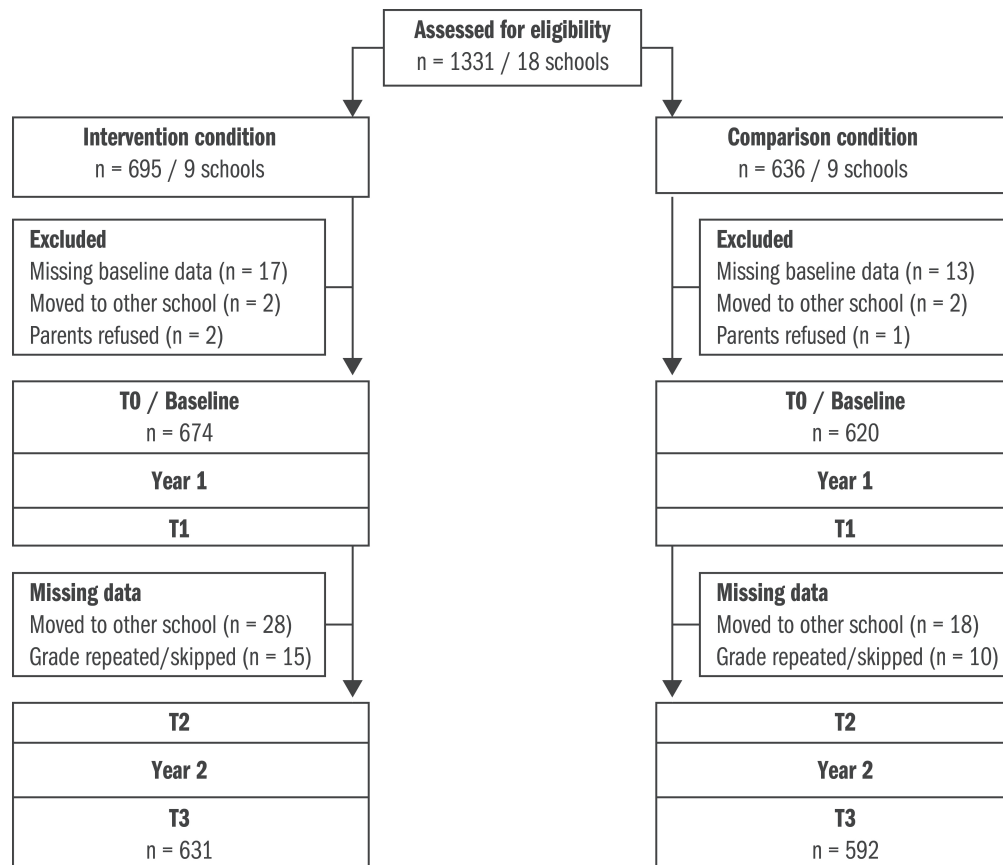 Assessed for eligibility
n = 1331 / 18 schools
Intervention condition
n = 695 / 9 schools
Comparison condition
n = 636 / 9 schools
Excluded
Missing baseline data (n = 17)
Moved to other school (n = 2)
Parents refused (n = 2)
Excluded
Missing baseline data (n = 13)
Moved to other school (n = 2)
Parents refused (n = 1)
T0 / Baseline
n = 674
Year 1
T1
T0 / Baseline
n = 620
Year 1
T1
Missing data
Moved to other school (n = 28)
Grade repeated/skipped (n = 15)
Missing data
Moved to other school (n = 18)
Grade repeated/skipped (n = 10)
T2
Year 2
T3
n = 631
T2
Year 2
T3
n = 592